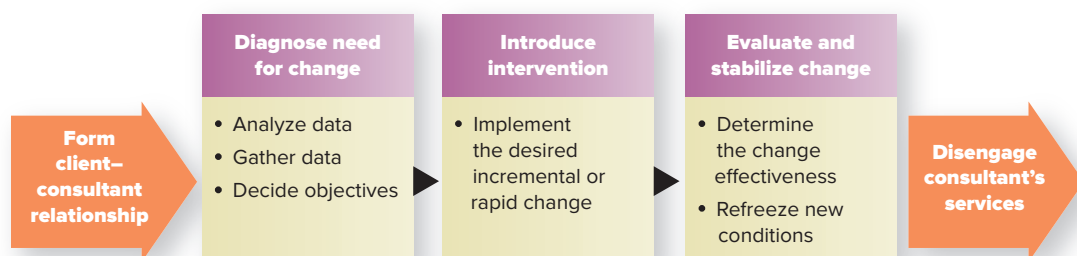 Form
client–
consultant
relationship
Diagnose need
for change
• Analyze data
• Gather data
• Decide objectives
Introduce
intervention
• Implement
the desired
incremental or
rapid change
Evaluate and
stabilize change
• Determine
the change
effectiveness
• Refreeze new
conditions
Disengage
consultant’s
services